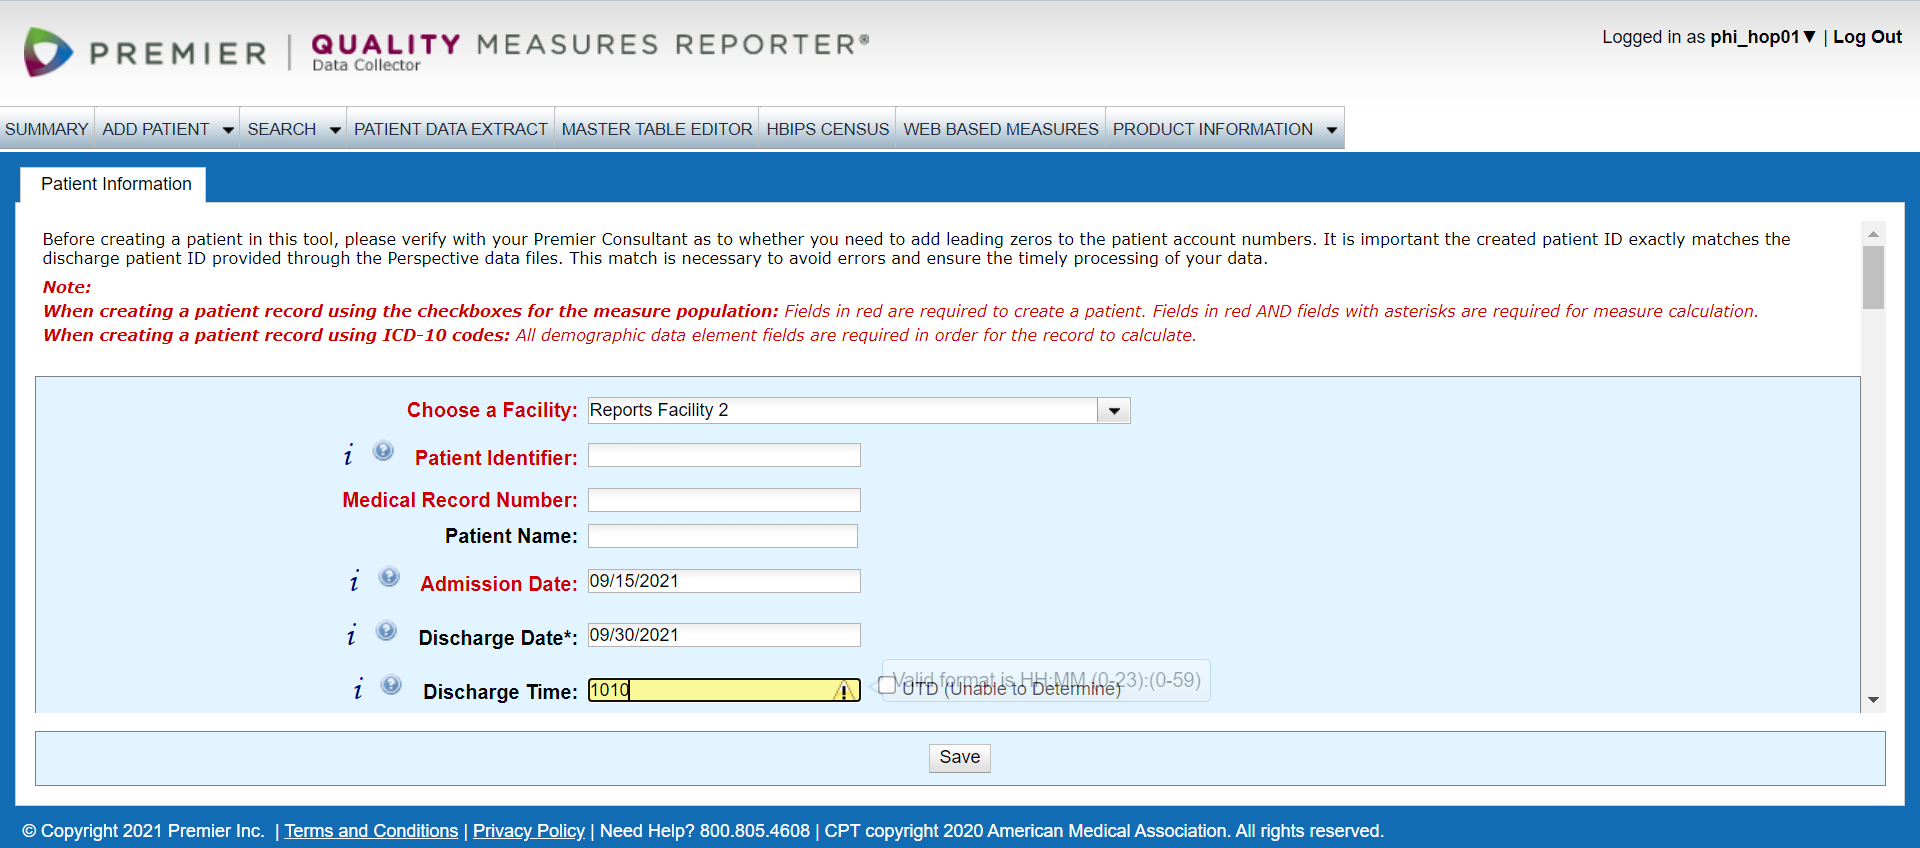 PREMIER | QUALITY MEASURES REPORTER®
Data Collector
Logged in as phi_hop01▼ | Log Out
SUMMARY ADD PATIENT SEARCH PATIENT DATA EXTRACT MASTER TABLE EDITOR HBIPS CENSUS WEB BASED MEASURES PRODUCT INFORMATION
Patient Information
Before creating a patient in this tool, please verify with your Premier Consultant as to whether you need to add leading zeros to the patient account numbers. It is important the created patient ID exactly matches the
discharge patient ID provided through the Perspective data files. This match is necessary to avoid errors and ensure the timely processing of your data.
Note:
When creating a patient record using the checkboxes for the measure population: Fields in red are required to create a patient. Fields in red AND fields with asterisks are required for measure calculation.
When creating a patient record using ICD-10 codes: All demographic data element fields are required in order for the record to calculate.
Choose a Facility: Reports Facility 2
i ? Patient Identifier:
Medical Record Number:
Patient Name:
i ? Admission Date: 09/15/2021
i ? Discharge Date*: 09/30/2021
i ? Discharge Time: 1010
Valid format is HH:MM (0-23):(0-59)
UTD (Unable to Determine)
Save
© Copyright 2021 Premier Inc. | Terms and Conditions | Privacy Policy | Need Help? 800.805.4608 | CPT copyright 2020 American Medical Association. All rights reserved.